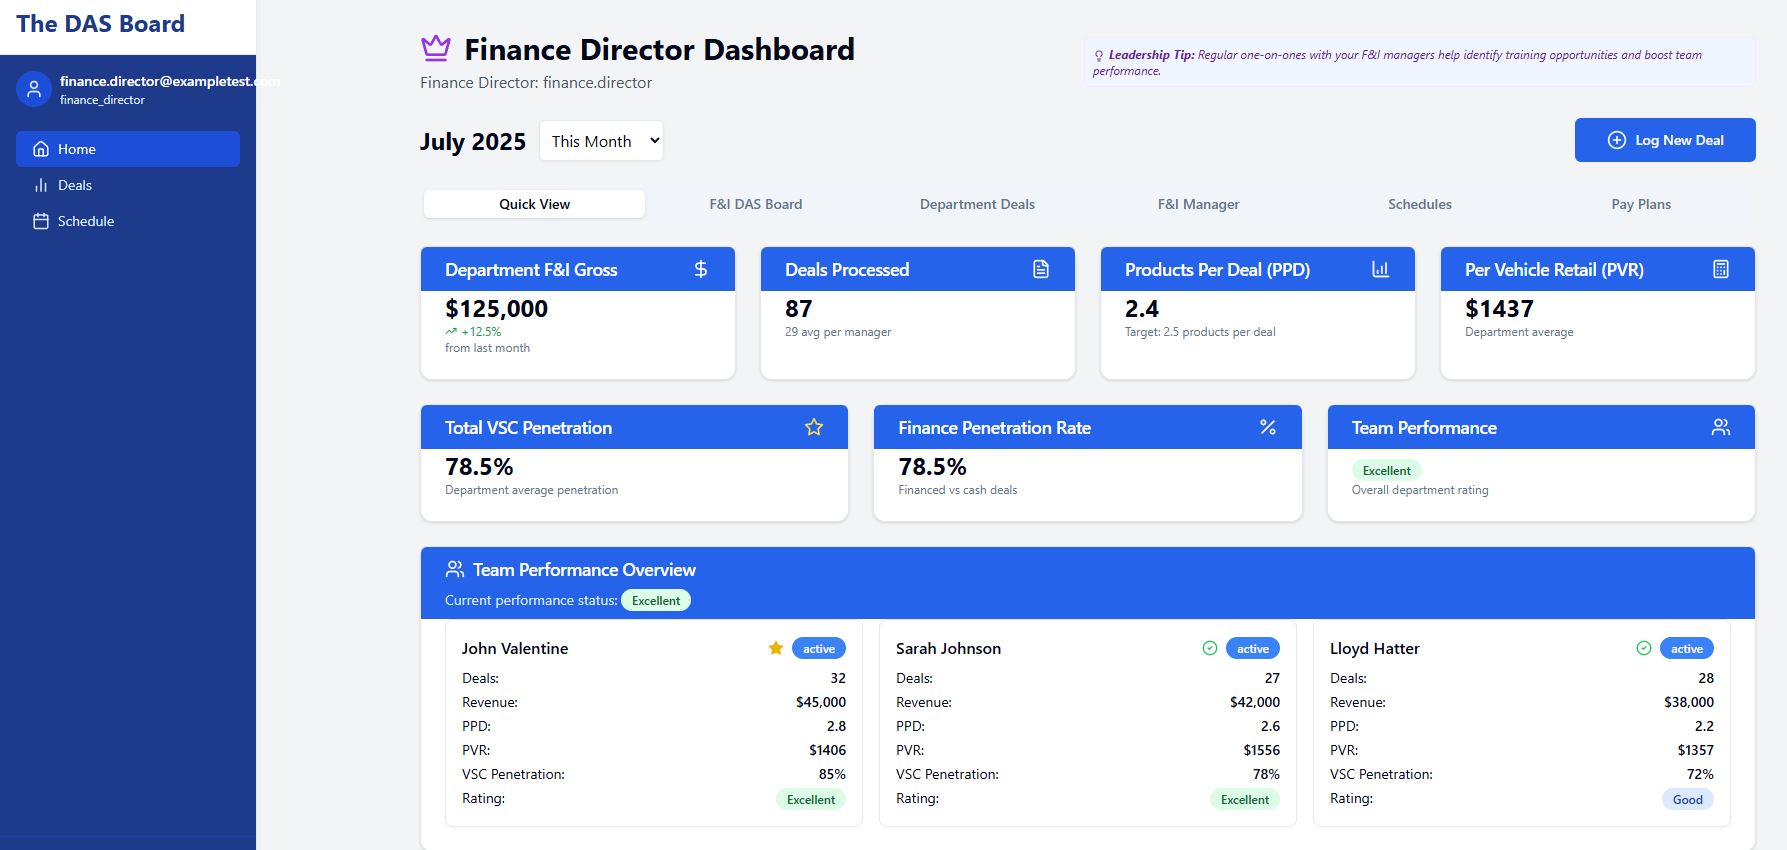 The DAS Board
finance.director@exampletest.com
finance_director
Home
Deals
Schedule
Finance Director Dashboard
Finance Director: finance.director
Leadership Tip: Regular one-on-ones with your F&I managers help identify training opportunities and boost team
performance.
July 2025 This Month
Log New Deal
Quick View F&I DAS Board Department Deals F&I Manager Schedules Pay Plans
Department F&I Gross
$125,000
+12.5%
from last month
Deals Processed
87
29 avg per manager
Products Per Deal (PPD)
2.4
Target: 2.5 products per deal
Per Vehicle Retail (PVR)
$1437
Department average
Total VSC Penetration
78.5%
Department average penetration
Finance Penetration Rate
78.5%
Financed vs cash deals
Team Performance
Excellent
Overall department rating
Team Performance Overview
Current performance status: Excellent
John Valentine active
Deals: 32
Revenue: $45,000
PPD: 2.8
PVR: $1406
VSC Penetration: 85%
Rating: Excellent
Sarah Johnson active
Deals: 27
Revenue: $42,000
PPD: 2.6
PVR: $1556
VSC Penetration: 78%
Rating: Excellent
Lloyd Hatter active
Deals: 28
Revenue: $38,000
PPD: 2.2
PVR: $1357
VSC Penetration: 72%
Rating: Good